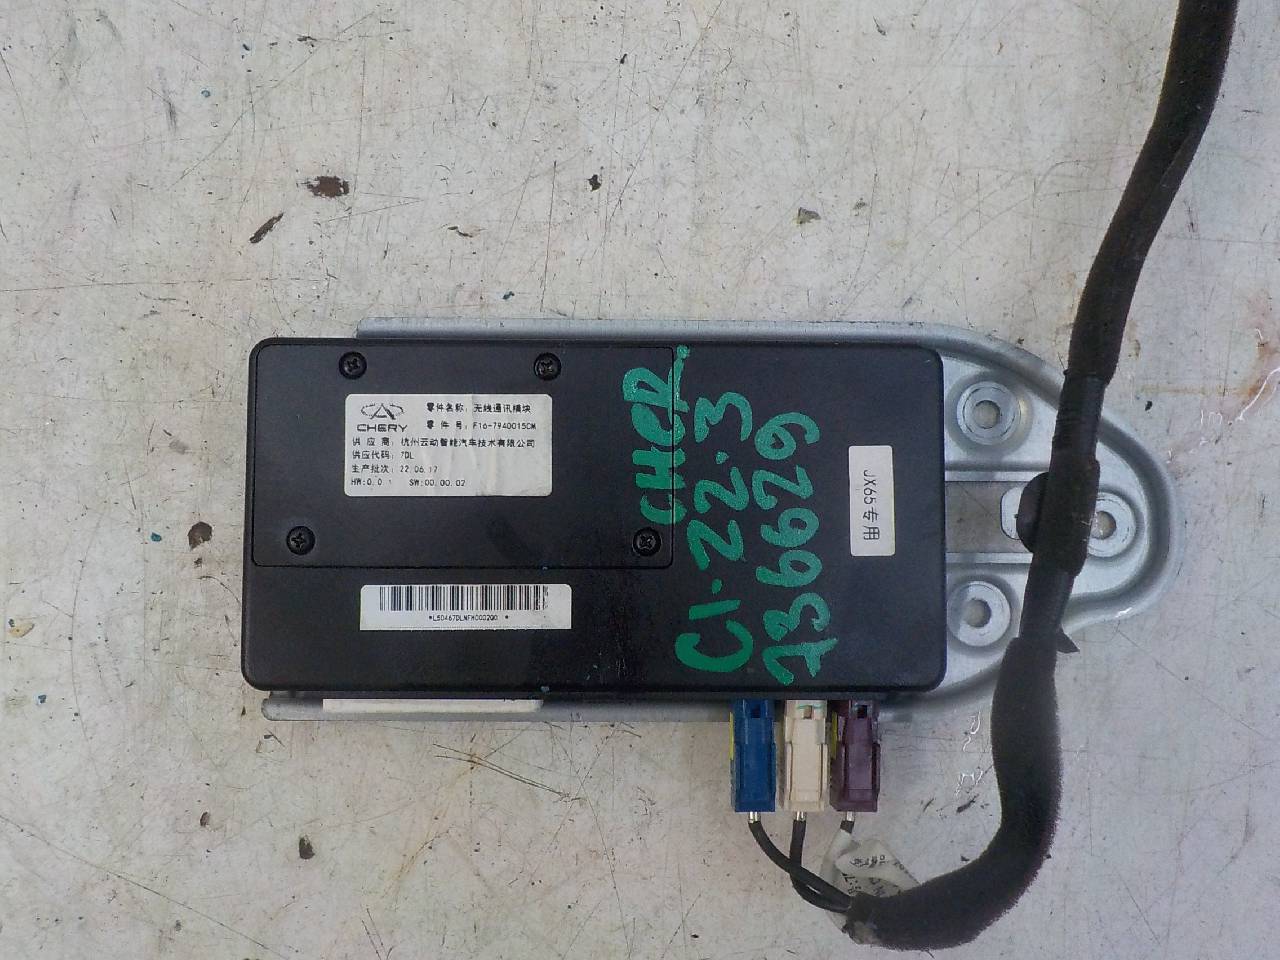 CHERY
零件名称: 无线通讯模块
零件 号: F16-7940015CM
供 应 商: 杭州云动智能汽车技术有限公司
供应代码: 7DL
生产批次: 22.06.17
HW:0.0 SW:00.00.02
CHER.
C1.22.3
736629
JX65专用
*L5D467DLNFM000200 *